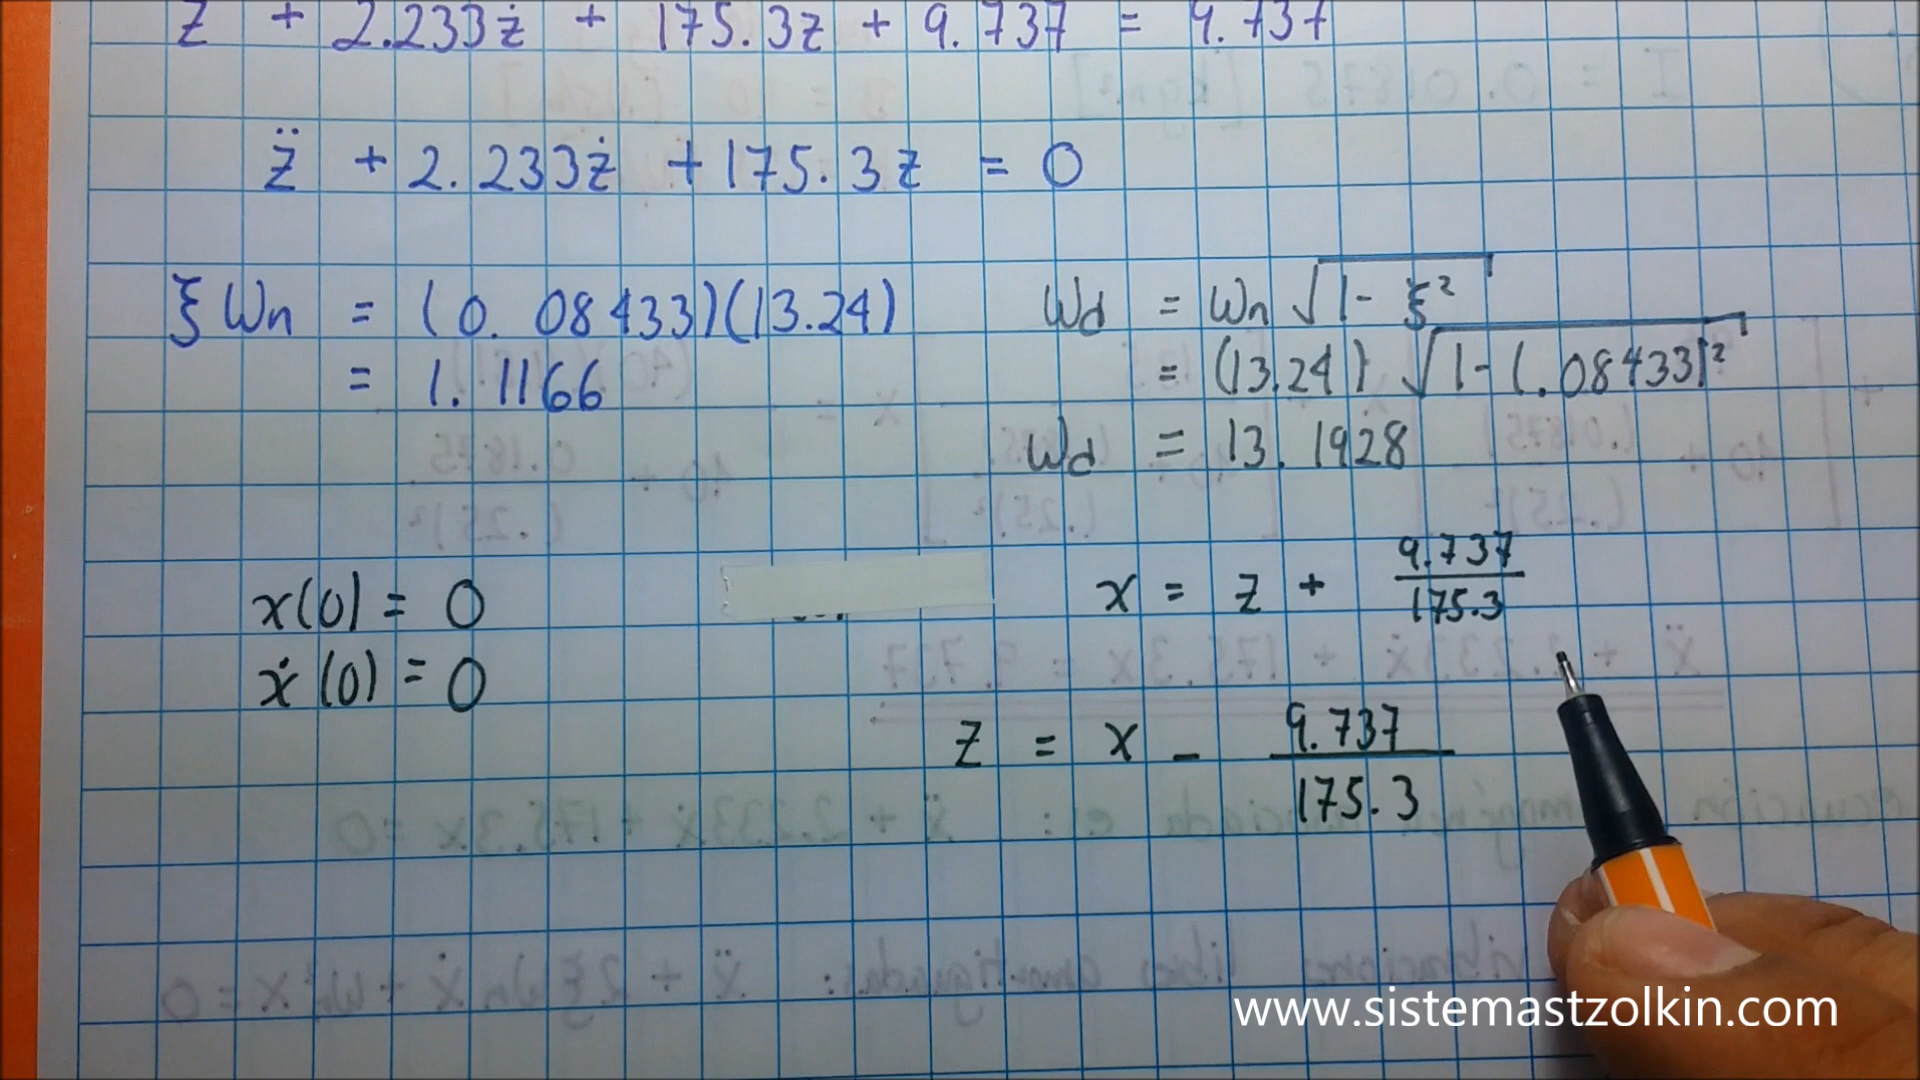 z̈ + 2.233ż + 175.3z + 9.737 = 9.737
z̈ + 2.233ż + 175.3z = 0
ξWn = (0.08433)(13.24)
= 1.1166
Wd = Wn √1-ξ²
= (13.24) √1-(.08433)²
Wd = 13.1928
x(0) = 0
ẋ(0) = 0
x = z + 9.737/175.3
z = x - 9.737/175.3
www.sistemastzolkin.com